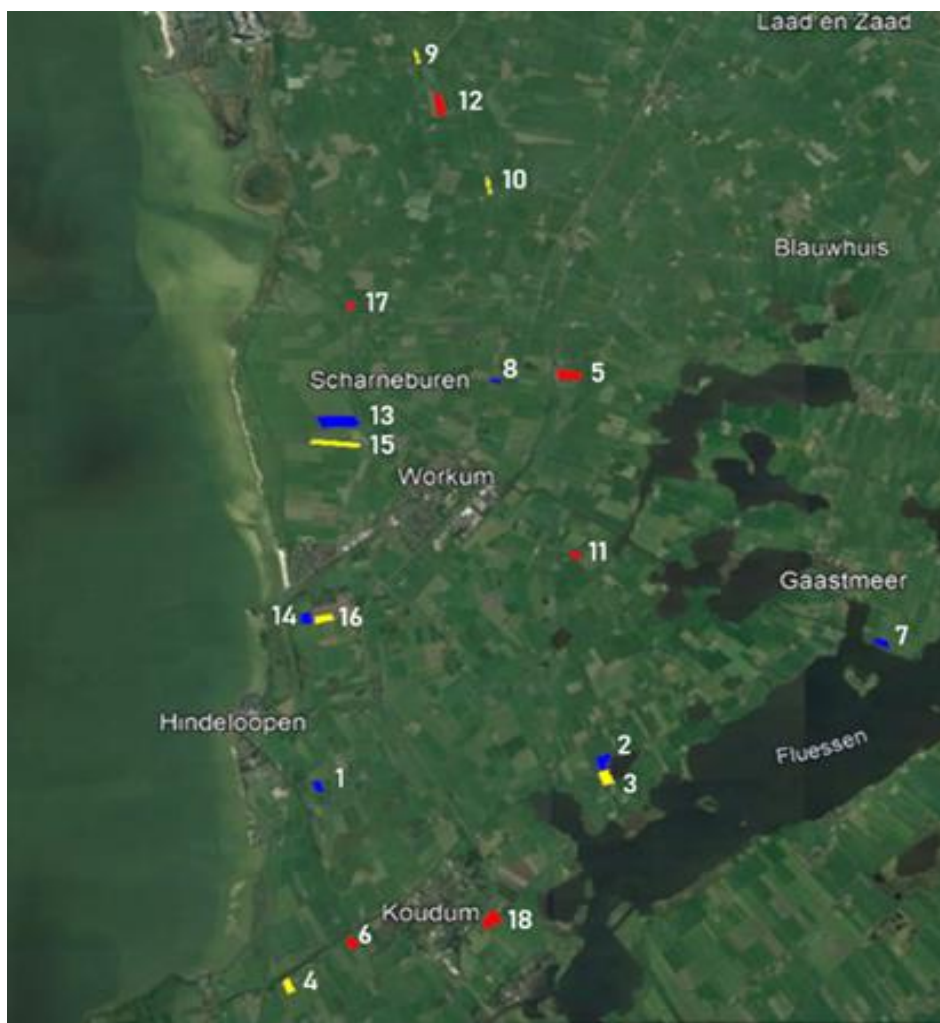 Laad en Zaad
9
12
10
Blauwhuis
17
8
5
Scharneburen
13
15
Workum
11
Gaastmeer
14
16
7
Hindeloopen
2
Fluessen
1
3
Koudum
18
6
4